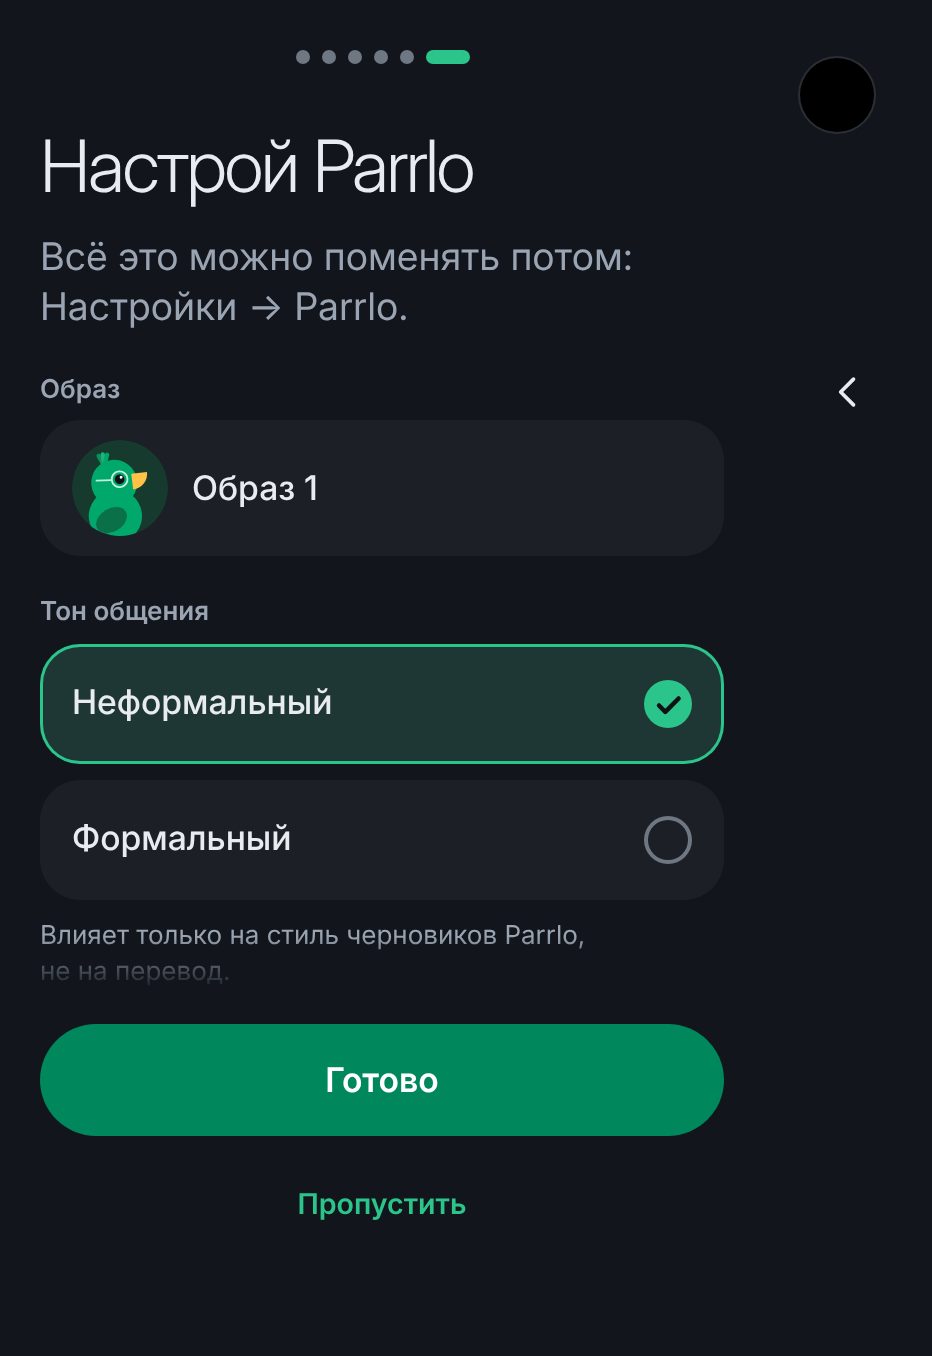 Настрой Parrlo
Всё это можно поменять потом:
Настройки → Parrlo.
Образ
Образ 1
Тон общения
Неформальный
Формальный
Влияет только на стиль черновиков Parrlo,
не на перевод.
Готово
Пропустить